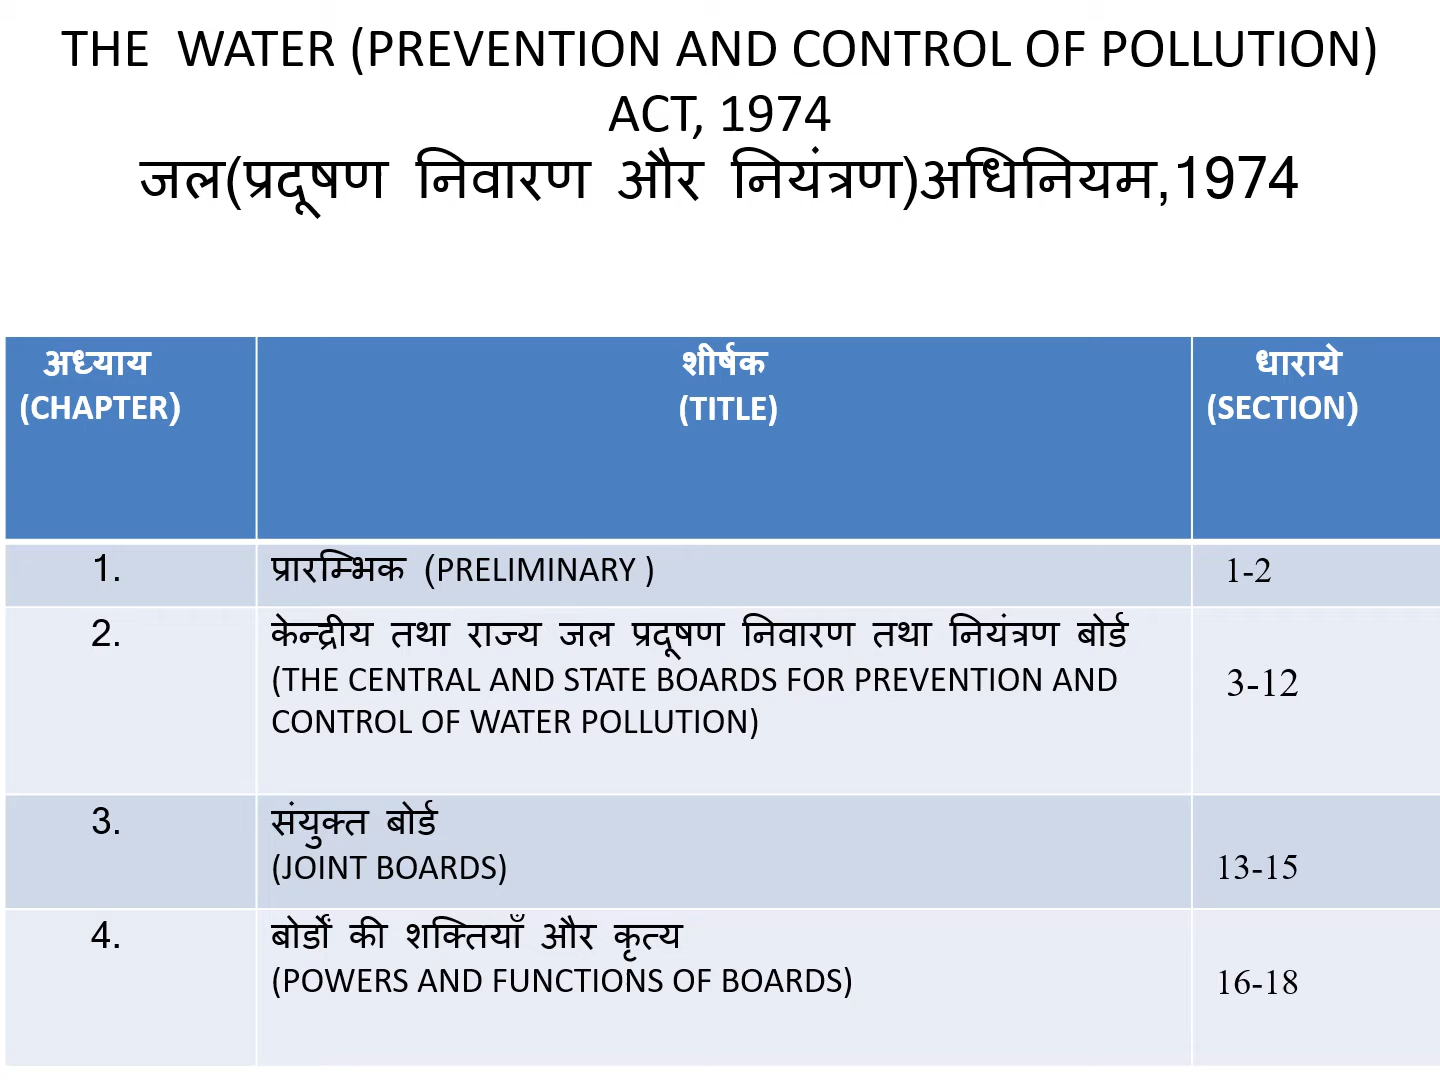 THE WATER (PREVENTION AND CONTROL OF POLLUTION)
ACT, 1974
जल(प्रदूषण निवारण और नियंत्रण)अधिनियम,1974
अध्याय
(CHAPTER)
शीर्षक
(TITLE)
धाराये
(SECTION)
1.
प्रारम्भिक (PRELIMINARY )
1-2
2.
केन्द्रीय तथा राज्य जल प्रदूषण निवारण तथा नियंत्रण बोर्ड
(THE CENTRAL AND STATE BOARDS FOR PREVENTION AND
CONTROL OF WATER POLLUTION)
3-12
3.
संयुक्त बोर्ड
(JOINT BOARDS)
13-15
4.
बोर्डों की शक्तियाँ और कृत्य
(POWERS AND FUNCTIONS OF BOARDS)
16-18